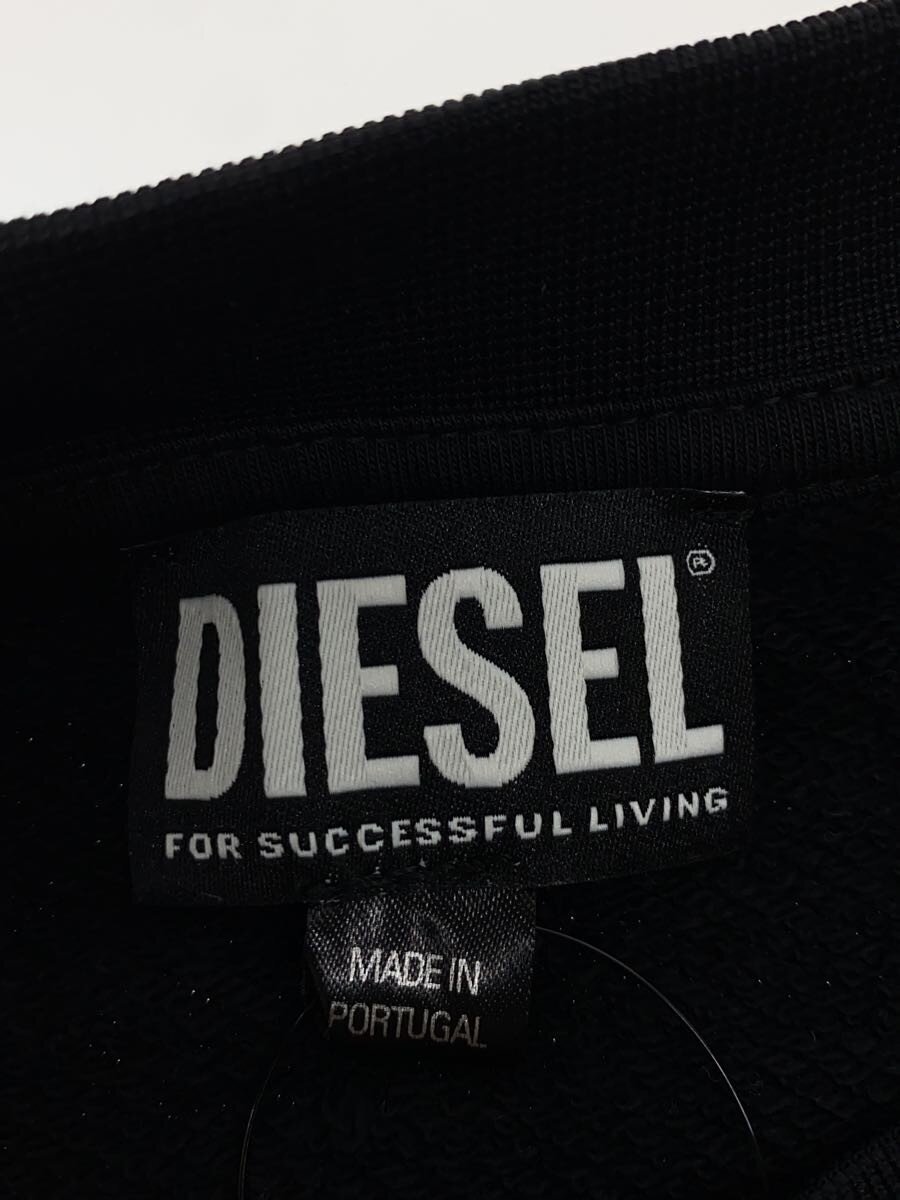 DIESEL®
FOR SUCCESSFUL LIVING
MADE IN
PORTUGAL